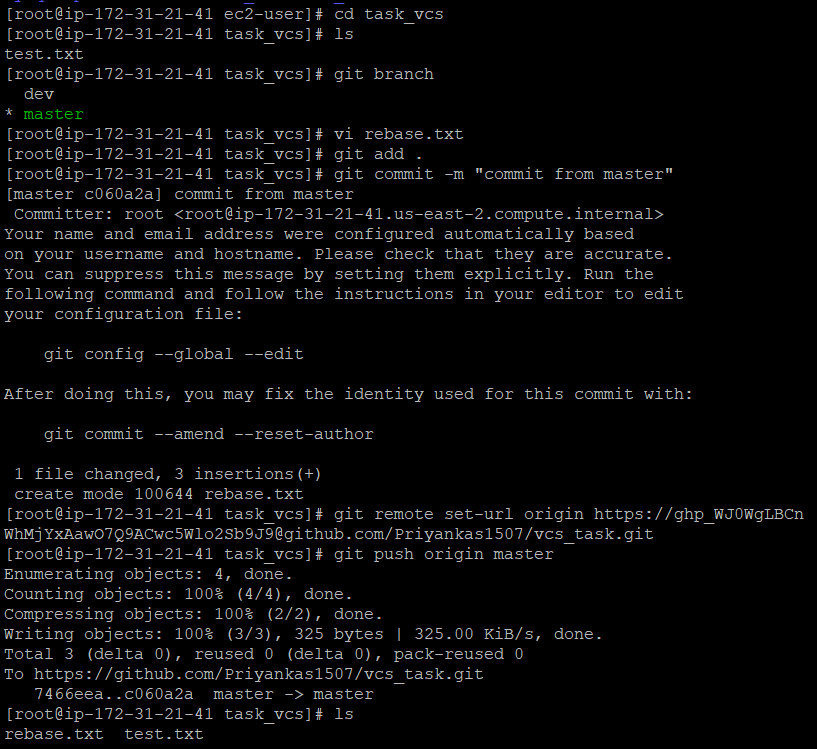 [root@ip-172-31-21-41 ec2-user]# cd task_vcs
[root@ip-172-31-21-41 task_vcs]# ls
test.txt
[root@ip-172-31-21-41 task_vcs]# git branch
  dev
* master
[root@ip-172-31-21-41 task_vcs]# vi rebase.txt
[root@ip-172-31-21-41 task_vcs]# git add .
[root@ip-172-31-21-41 task_vcs]# git commit -m "commit from master"
[master c060a2a] commit from master
 Committer: root <root@ip-172-31-21-41.us-east-2.compute.internal>
Your name and email address were configured automatically based
on your username and hostname. Please check that they are accurate.
You can suppress this message by setting them explicitly. Run the
following command and follow the instructions in your editor to edit
your configuration file:

    git config --global --edit

After doing this, you may fix the identity used for this commit with:

    git commit --amend --reset-author

 1 file changed, 3 insertions(+)
 create mode 100644 rebase.txt
[root@ip-172-31-21-41 task_vcs]# git remote set-url origin https://ghp_WJ0WgLBCn
WhMjYxAawO7Q9ACwc5Wlo2Sb9J9@github.com/Priyankas1507/vcs_task.git
[root@ip-172-31-21-41 task_vcs]# git push origin master
Enumerating objects: 4, done.
Counting objects: 100% (4/4), done.
Compressing objects: 100% (2/2), done.
Writing objects: 100% (3/3), 325 bytes | 325.00 KiB/s, done.
Total 3 (delta 0), reused 0 (delta 0), pack-reused 0
To https://github.com/Priyankas1507/vcs_task.git
   7466eea..c060a2a  master -> master
[root@ip-172-31-21-41 task_vcs]# ls
rebase.txt  test.txt